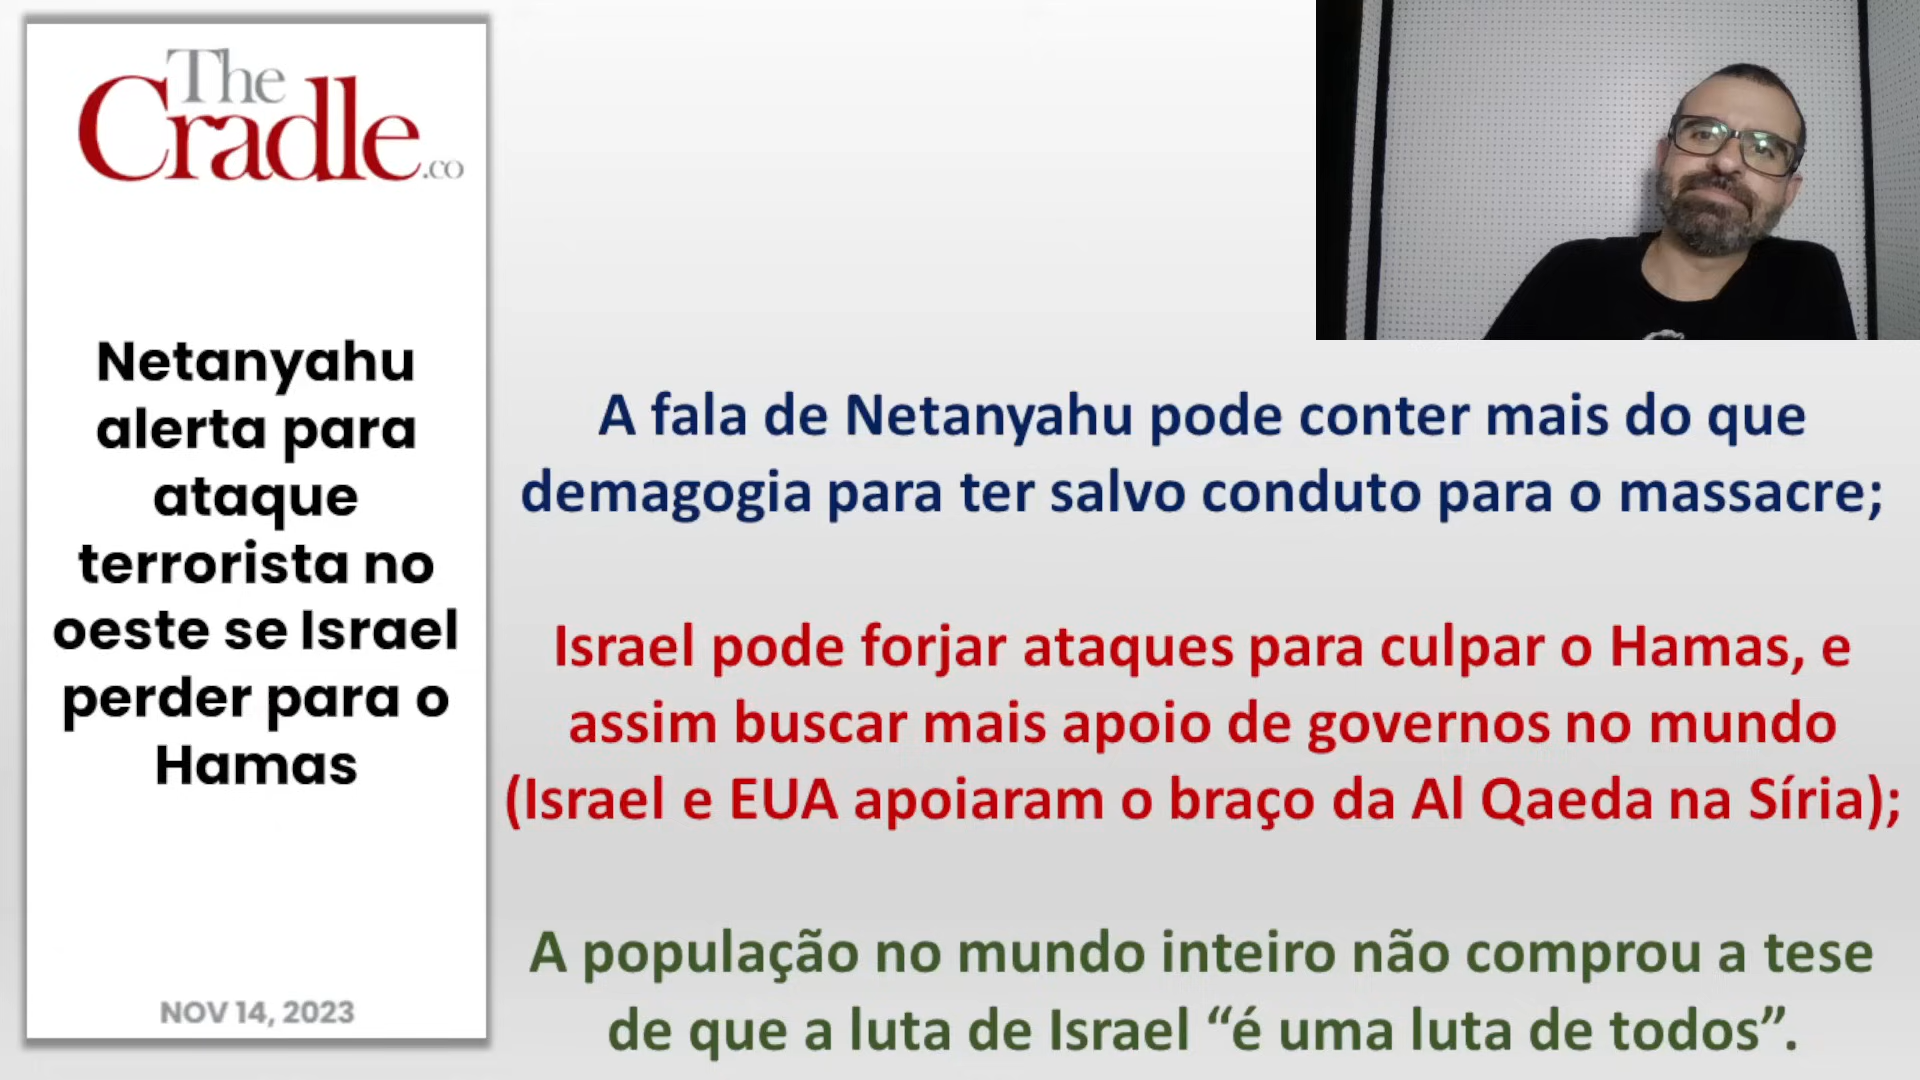 The
Cradle.co
Netanyahu
alerta para
ataque
terrorista no
oeste se Israel
perder para o
Hamas
NOV 14, 2023
A fala de Netanyahu pode conter mais do que
demagogia para ter salvo conduto para o massacre;
Israel pode forjar ataques para culpar o Hamas, e
assim buscar mais apoio de governos no mundo
(Israel e EUA apoiaram o braço da Al Qaeda na Síria);
A população no mundo inteiro não comprou a tese
de que a luta de Israel “é uma luta de todos”.